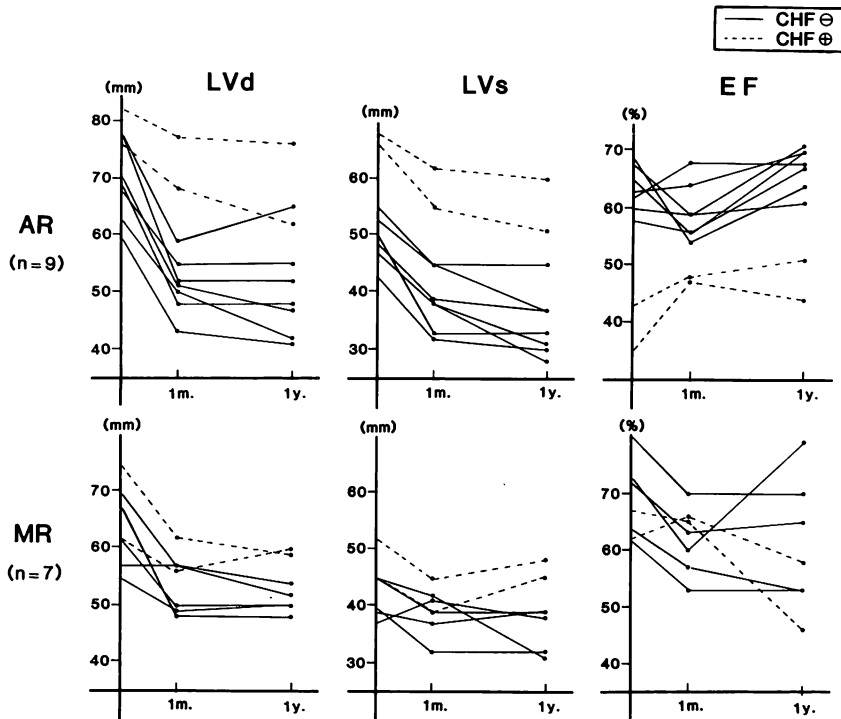 CHF ⊖
CHF ⊕
LVd
LVs
EF
(mm)
80
70
60
50
40
1m.
1y.
(mm)
60
50
40
30
1m.
1y.
(%)
70
60
50
40
1m.
1y.
AR
(n=9)
(mm)
70
60
50
40
1m.
1y.
(mm)
60
50
40
30
1m.
1y.
(%)
70
60
50
40
1m.
1y.
MR
(n=7)